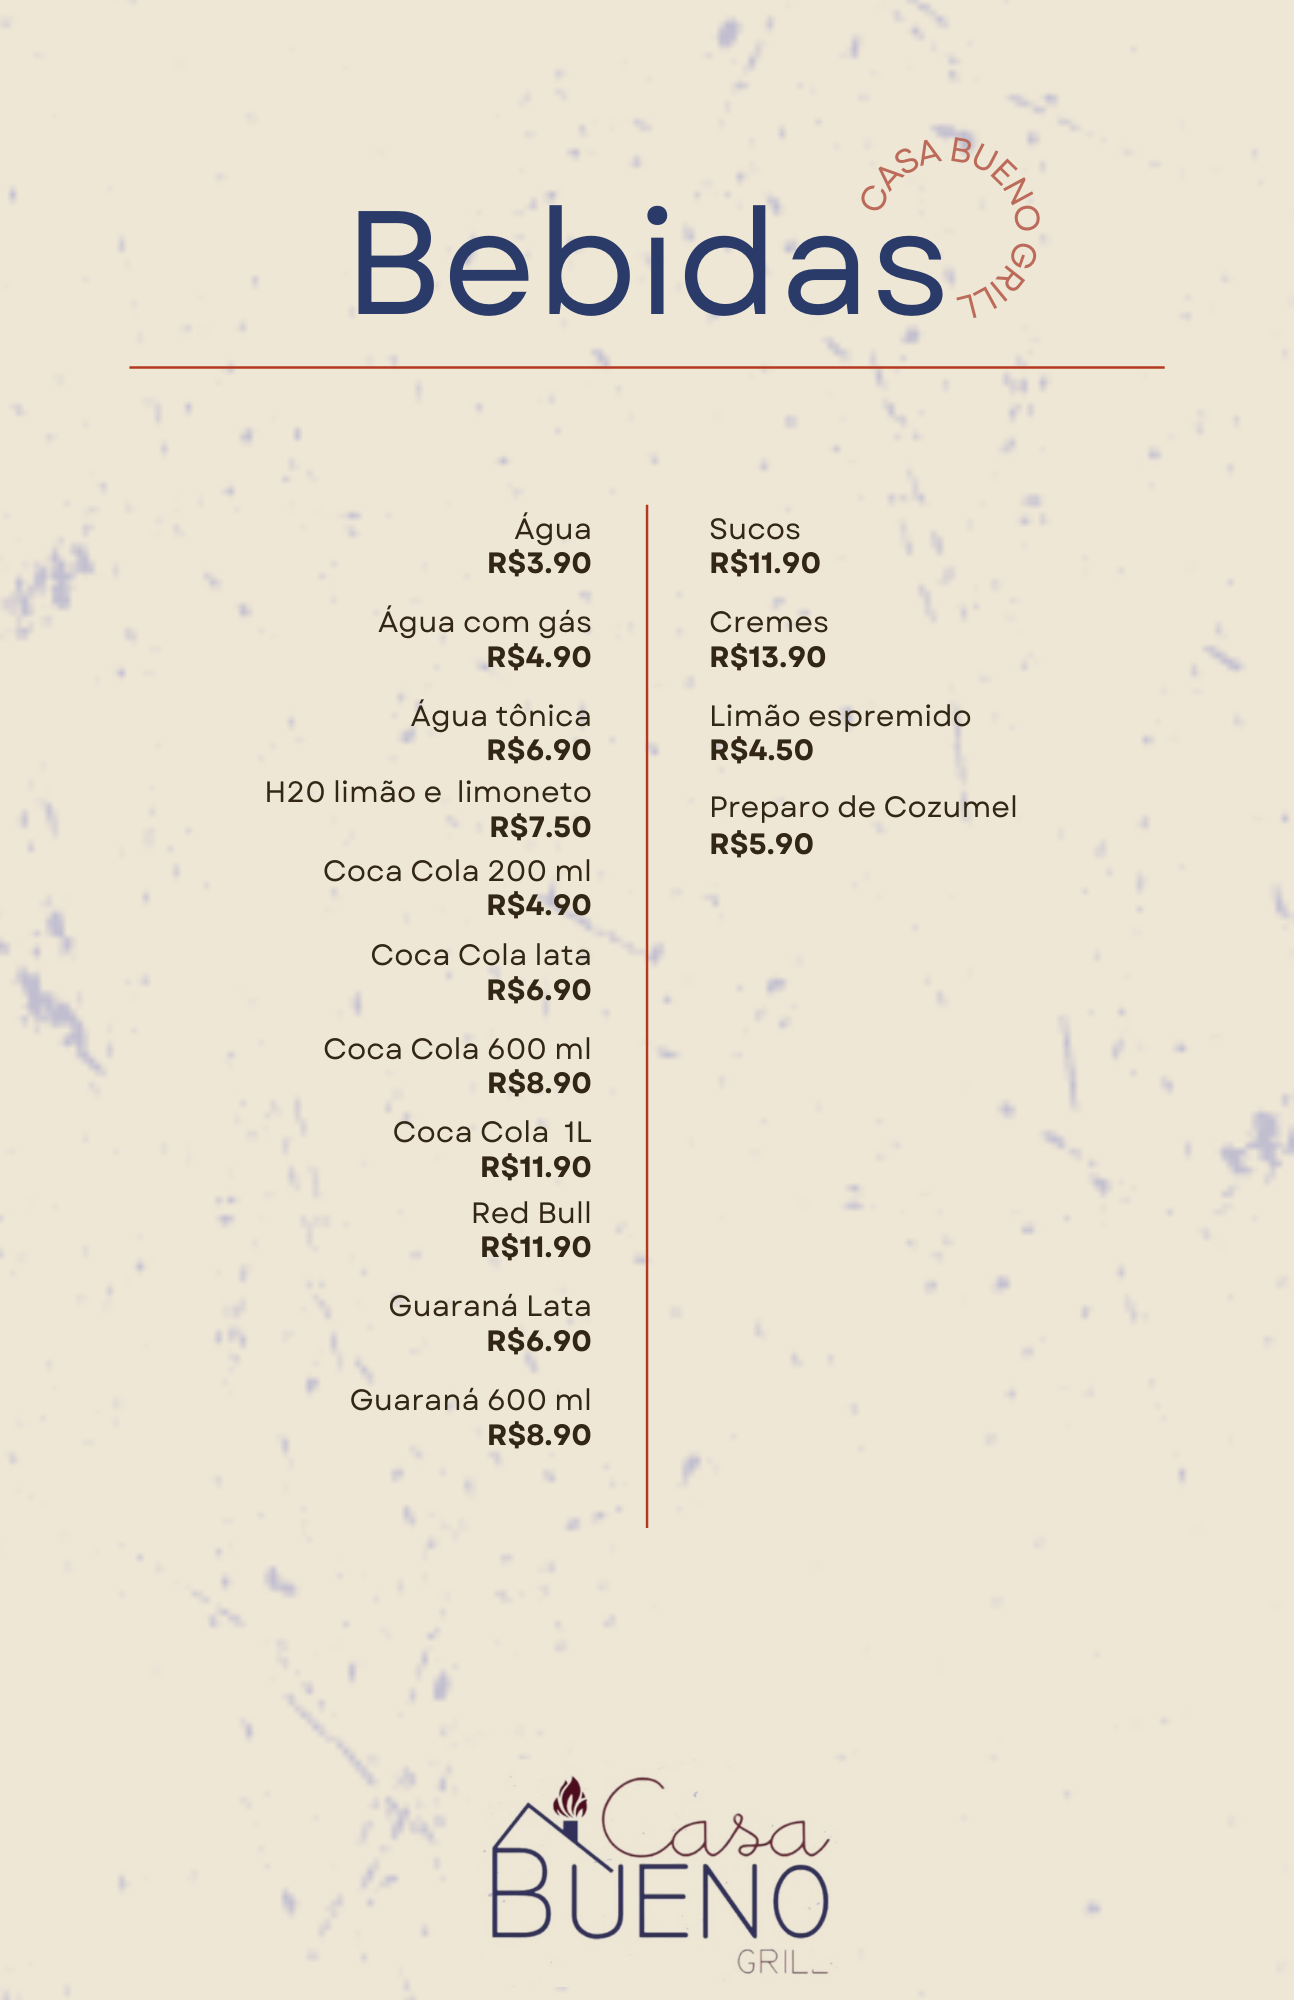 CASA BUENO GRILL
Bebidas
Água
R$3.90
Água com gás
R$4.90
Água tônica
R$6.90
H20 limão e  limoneto
R$7.50
Coca Cola 200 ml
R$4.90
Coca Cola lata
R$6.90
Coca Cola 600 ml
R$8.90
Coca Cola  1L
R$11.90
Red Bull
R$11.90
Guaraná Lata
R$6.90
Guaraná 600 ml
R$8.90
Sucos
R$11.90
Cremes
R$13.90
Limão espremido
R$4.50
Preparo de Cozumel
R$5.90
Casa
BUENO
GRILL